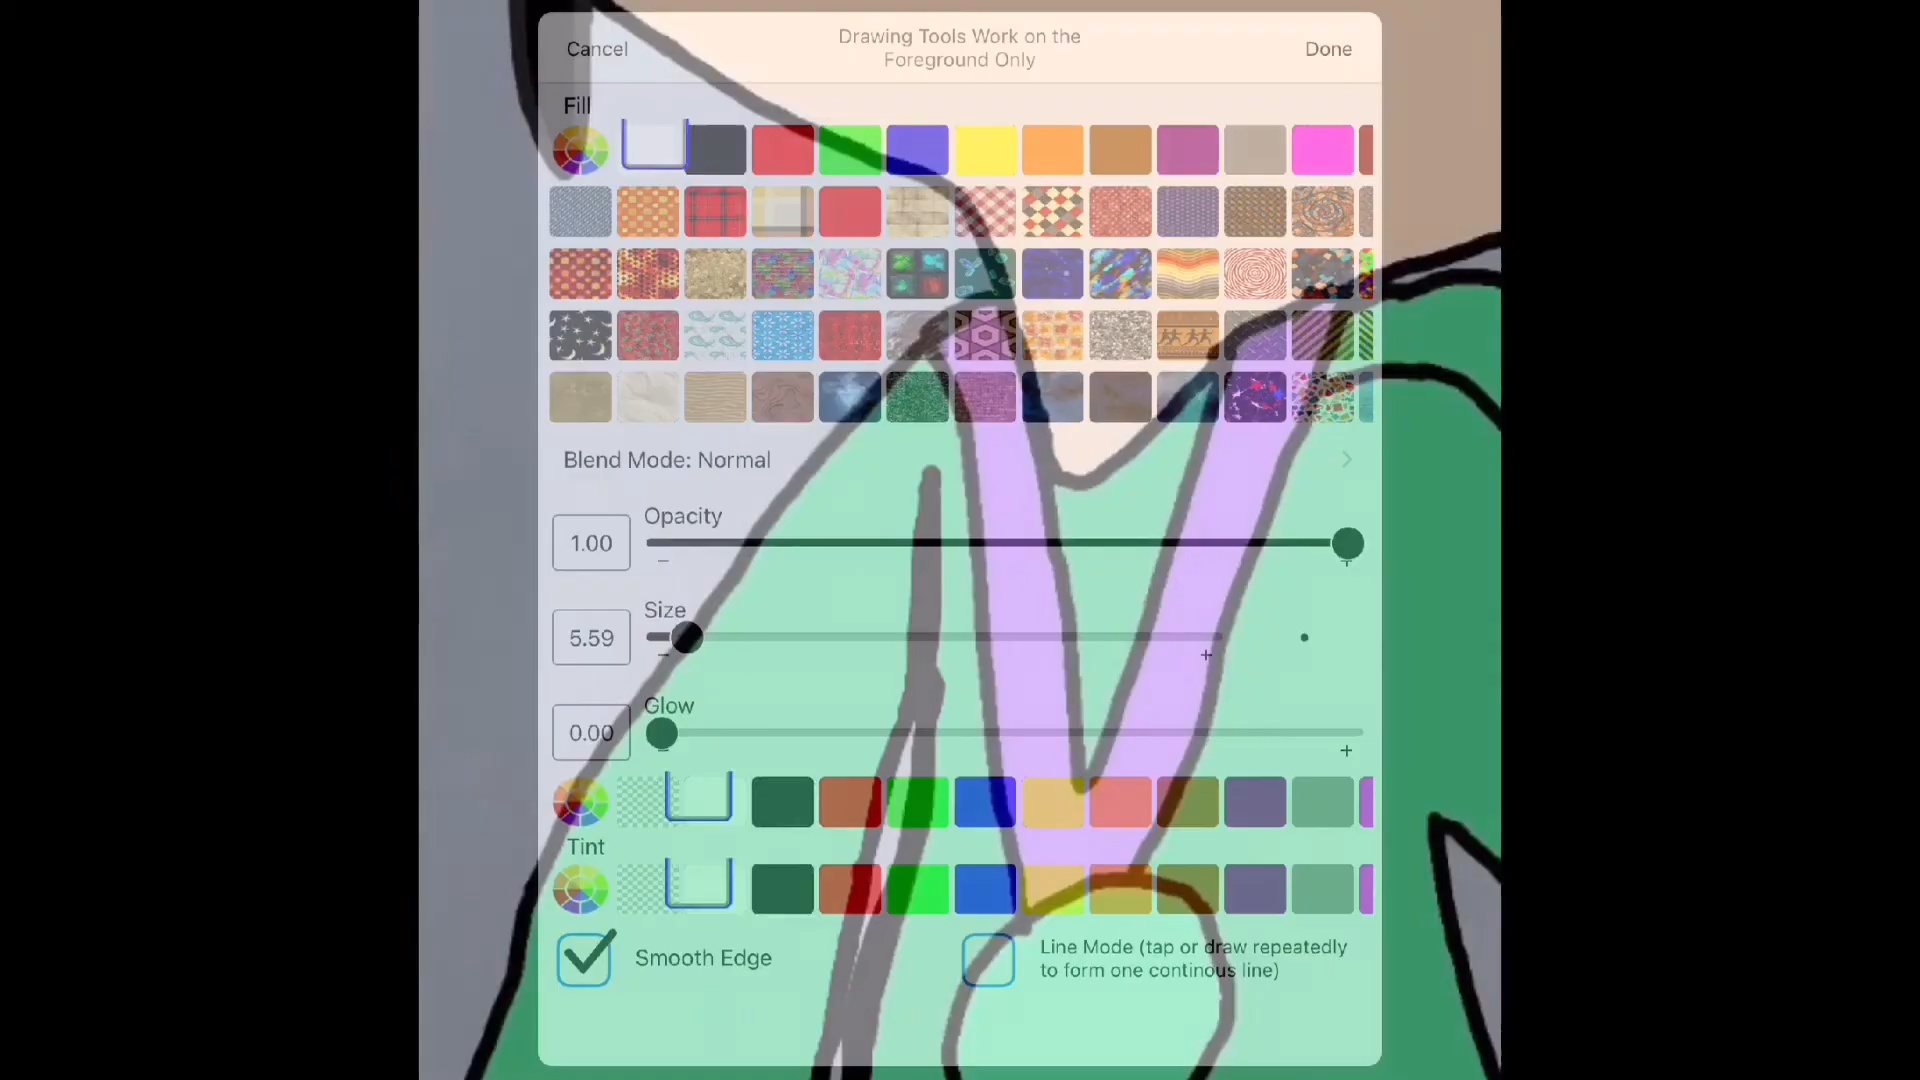 Cancel
Drawing Tools Work on the
Foreground Only
Done
Fill
Blend Mode: Normal
Opacity
1.00
Size
5.59
Glow
0.00
Tint
Smooth Edge
Line Mode (tap or draw repeatedly
to form one continous line)